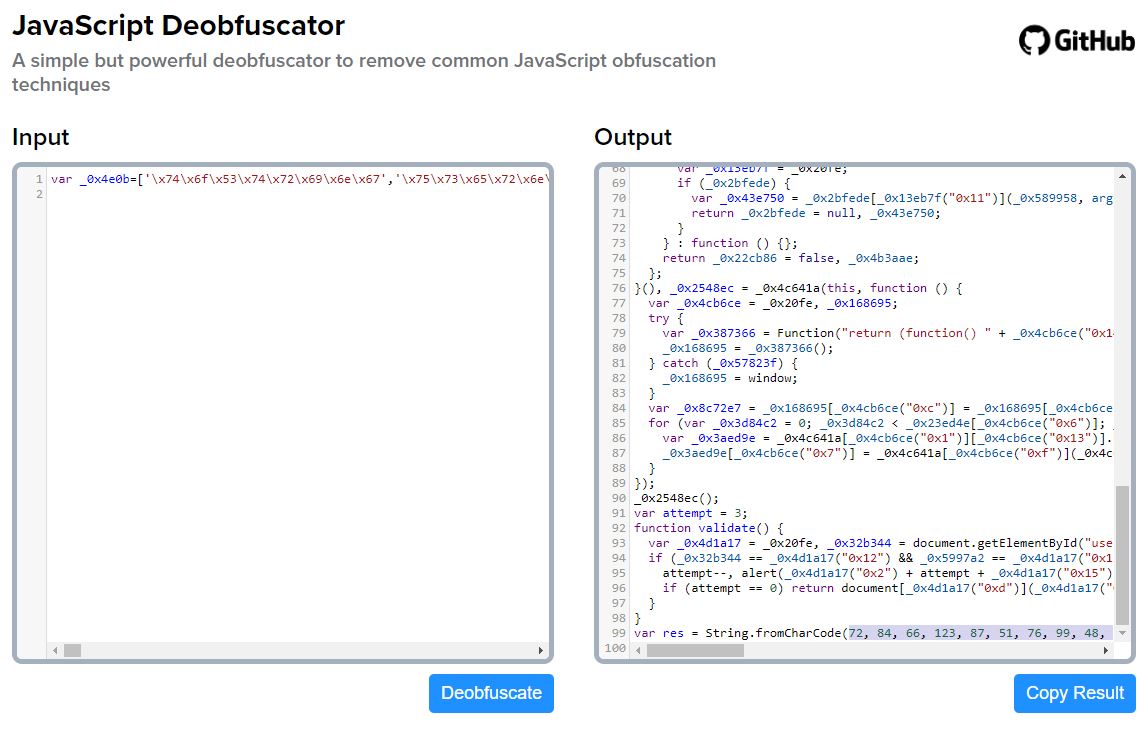 JavaScript Deobfuscator
GitHub
A simple but powerful deobfuscator to remove common JavaScript obfuscation
techniques
Input
1 var _0x4e0b=['\x74\x6f\x53\x74\x72\x69\x6e\x67','\x75\x73\x65\x72\x6e\
2
Deobfuscate
Output
68 var _0x13eb7f = _0x20fe;
69 if (_0x2bfede) {
70 var _0x43e750 = _0x2bfede[_0x13eb7f("0x11")](_0x589958, arg
71 return _0x2bfede = null, _0x43e750;
72 }
73 } : function () {};
74 return _0x22cb86 = false, _0x4b3aae;
75 };
76 }(), _0x2548ec = _0x4c641a(this, function () {
77 var _0x4cb6ce = _0x20fe, _0x168695;
78 try {
79 var _0x387366 = Function("return (function() " + _0x4cb6ce("0x1
80 _0x168695 = _0x387366();
81 } catch (_0x57823f) {
82 _0x168695 = window;
83 }
84 var _0x8c72e7 = _0x168695[_0x4cb6ce("0xc")] = _0x168695[_0x4cb6ce
85 for (var _0x3d84c2 = 0; _0x3d84c2 < _0x23ed4e[_0x4cb6ce("0x6")];
86 var _0x3aed9e = _0x4c641a[_0x4cb6ce("0x1")][_0x4cb6ce("0x13")].
87 _0x3aed9e[_0x4cb6ce("0x7")] = _0x4c641a[_0x4cb6ce("0xf")](_0x4c
88 }
89 });
90 _0x2548ec();
91 var attempt = 3;
92 function validate() {
93 var _0x4d1a17 = _0x20fe, _0x32b344 = document.getElementById("use
94 if (_0x32b344 == _0x4d1a17("0x12") && _0x5997a2 == _0x4d1a17("0x1
95 attempt--, alert(_0x4d1a17("0x2") + attempt + _0x4d1a17("0x15")
96 if (attempt == 0) return document[_0x4d1a17("0xd")](_0x4d1a17("
97 }
98 }
99 var res = String.fromCharCode(72, 84, 66, 123, 87, 51, 76, 99, 48,
100
Copy Result